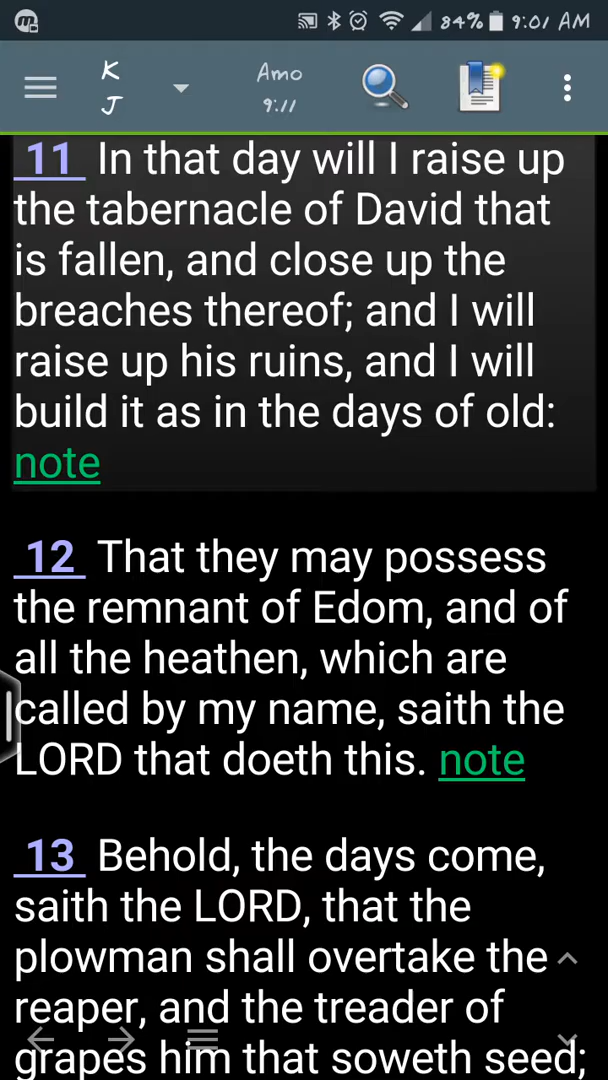 84% 9:01 AM
K
J
Amo
9:11
11 In that day will I raise up
the tabernacle of David that
is fallen, and close up the
breaches thereof; and I will
raise up his ruins, and I will
build it as in the days of old:
note
12 That they may possess
the remnant of Edom, and of
all the heathen, which are
called by my name, saith the
LORD that doeth this. note
13 Behold, the days come,
saith the LORD, that the
plowman shall overtake the
reaper, and the treader of
grapes him that soweth seed;